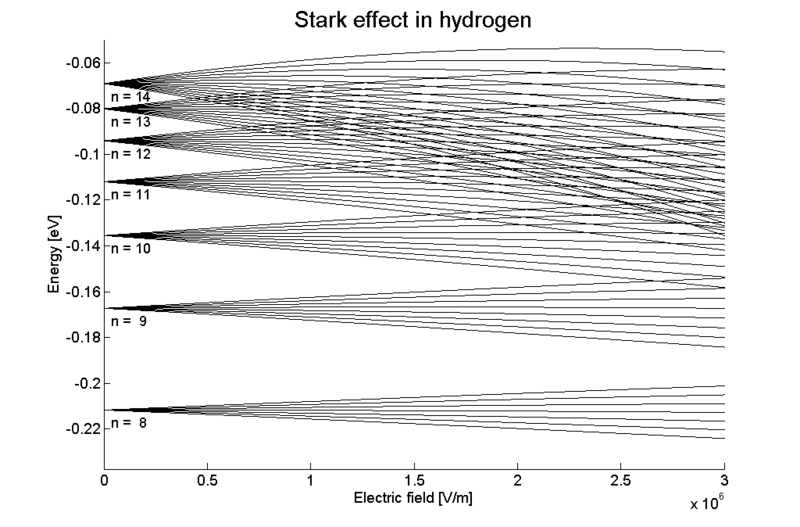 Stark effect in hydrogen
Energy [eV]
-0.06
-0.08
-0.1
-0.12
-0.14
-0.16
-0.18
-0.2
-0.22
n = 14
n = 13
n = 12
n = 11
n = 10
n = 9
n = 8
0 0.5 1 1.5 2 2.5 3
Electric field [V/m]
x 10⁶